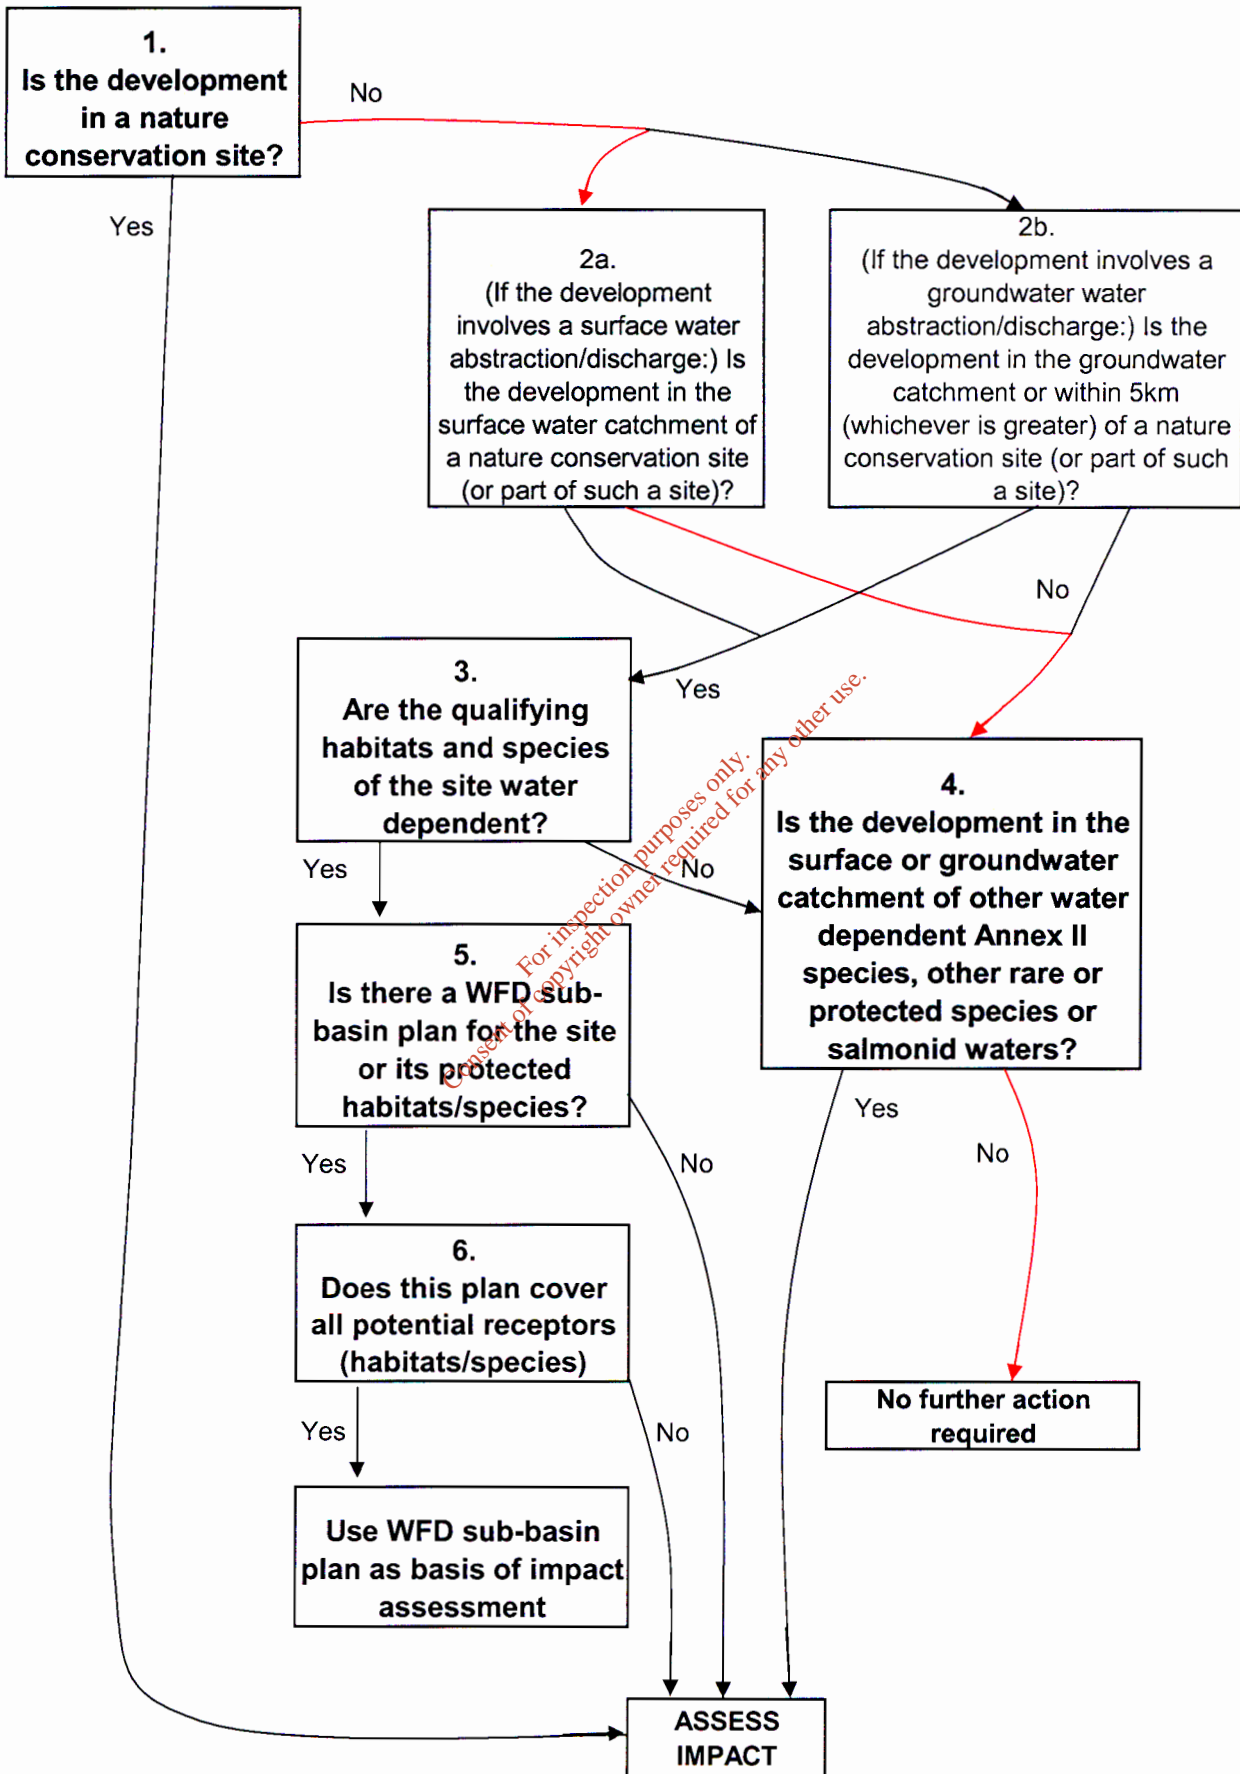 1.
Is the development
in a nature
conservation site?
No
Yes
2a.
(If the development
involves a surface water
abstraction/discharge:) Is
the development in the
surface water catchment of
a nature conservation site
(or part of such a site)?
2b.
(If the development involves a
groundwater water
abstraction/discharge:) Is the
development in the groundwater
catchment or within 5km
(whichever is greater) of a nature
conservation site (or part of such
a site)?
No
Yes
3.
Are the qualifying
habitats and species
of the site water
dependent?
Yes
No
4.
Is the development in the
surface or groundwater
catchment of other water
dependent Annex II
species, other rare or
protected species or
salmonid waters?
5.
Is there a WFD sub-
basin plan for the site
or its protected
habitats/species?
Yes
No
Yes
No
6.
Does this plan cover
all potential receptors
(habitats/species)
Yes
No
No further action
required
Use WFD sub-basin
plan as basis of impact
assessment
ASSESS
IMPACT
For inspection purposes only.
Consent of copyright owner required for any other use.